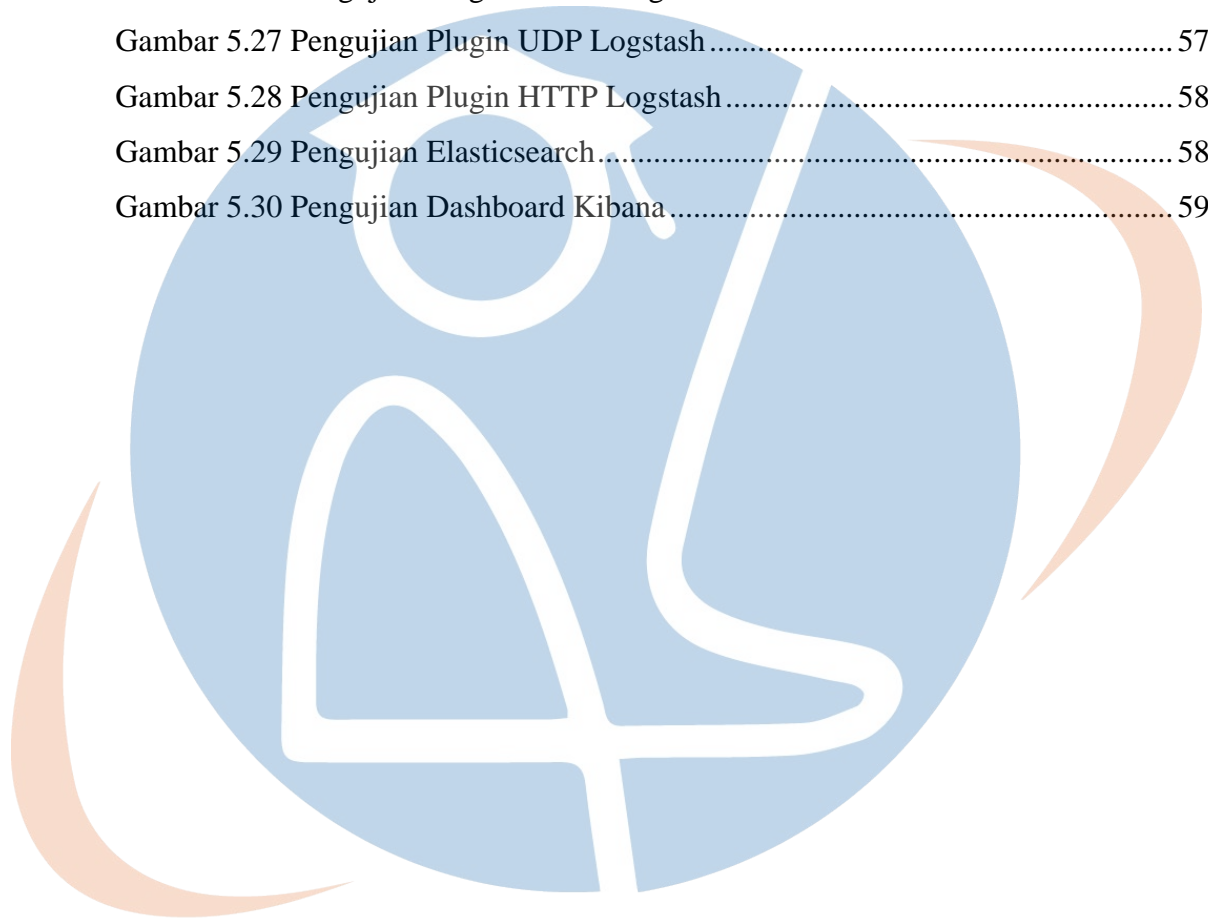 Gambar 5.27 Pengujian Plugin UDP Logstash.................................................................. 57
Gambar 5.28 Pengujian Plugin HTTP Logstash................................................................ 58
Gambar 5.29 Pengujian Elasticsearch................................................................................ 58
Gambar 5.30 Pengujian Dashboard Kibana....................................................................... 59